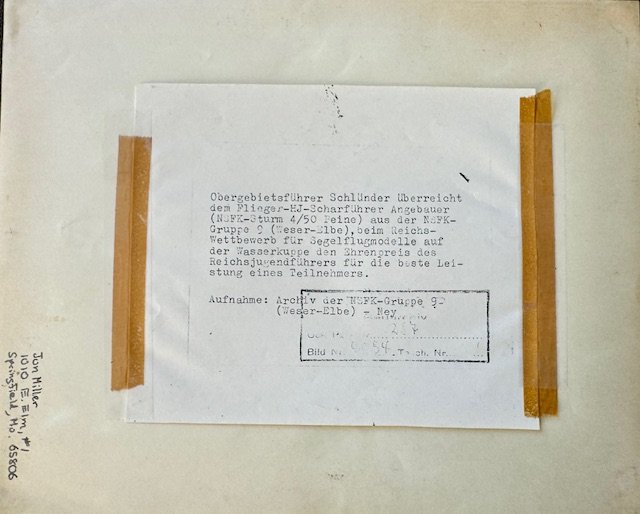 Obergebietsführer Schlünder überreicht
dem Flieger-HJ-Scharführer Angebauer
(NSFK-Sturm 4/50 Peine) aus der NSFK-
Gruppe 9 (Weser-Elbe), beim Reichs-
Wettbewerb für Segelflugmodelle auf
der Wasserkuppe den Ehrenpreis des
Reichsjugendführers für die beste Lei-
stung eines Teilnehmers.
Aufnahme: Archiv der NSFK-Gruppe 9
(Weser-Elbe) - Ney
Bild Nr. Tech. Nr.
Jon Miller
1010 E. Elm, #1
Springfield, Mo. 65806